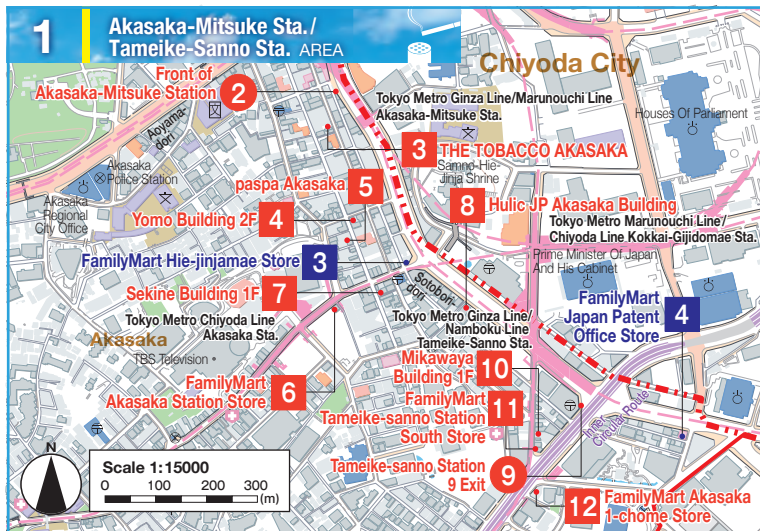 1
Akasaka-Mitsuke Sta./
Tameike-Sanno Sta. AREA
Chiyoda City
Front of
Akasaka-Mitsuke Station
2
Tokyo Metro Ginza Line/Marunouchi Line
Akasaka-Mitsuke Sta.
Houses Of Parliament
Aoyama-
dori
3
THE TOBACCO AKASAKA
Sanno-Hie-
Jinja Shrine
Akasaka
Police Station
paspa Akasaka
5
8
Hulic JP Akasaka Building
Akasaka
Regional
City Office
Yomo Building 2F
4
Tokyo Metro Marunouchi Line/
Chiyoda Line Kokkai-Gijidomae Sta.
FamilyMart Hie-jinjamae Store
3
Prime Minister Of Japan
And His Cabinet
Sotobori-
dori
Sekine Building 1F
7
FamilyMart
Japan Patent
Office Store
4
Tokyo Metro Chiyoda Line
Akasaka Sta.
Tokyo Metro Ginza Line/
Namboku Line
Tameike-Sanno Sta.
Akasaka
TBS Television
Mikawaya
Building 1F
10
FamilyMart
Akasaka Station Store
6
FamilyMart
Tameike-sanno Station
South Store
11
Inner
Circular Route
Tameike-sanno Station
9 Exit
9
12
FamilyMart Akasaka
1-chome Store
N
Scale 1:15000
0 100 200 300
(m)